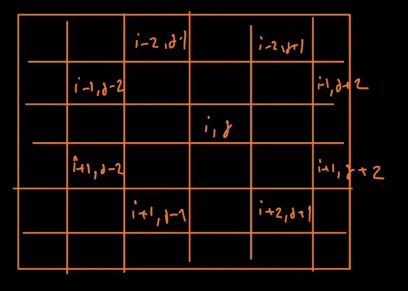 i-2, j-1
i-2, j+1
i-1, j-2
i-1, j+2
i, j
i+1, j-2
i+1, j+2
i+1, j-1
i+2, j+1